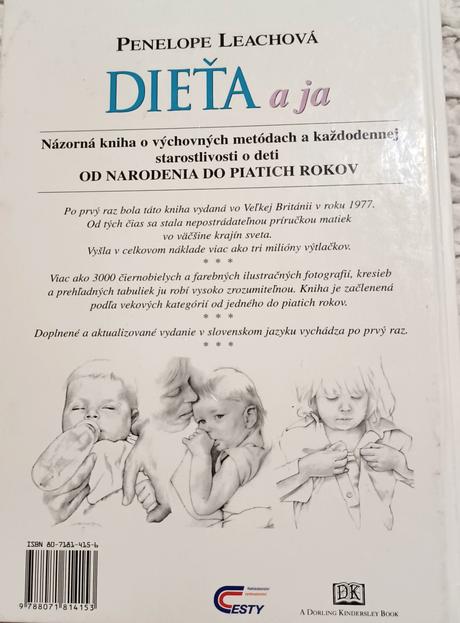 PENELOPE LEACHOVÁ
DIEŤA a ja
Názorná kniha o výchovných metódach a každodennej
starostlivosti o deti
OD NARODENIA DO PIATICH ROKOV
Po prvý raz bola táto kniha vydaná vo Veľkej Británii v roku 1977.
Od tých čias sa stala nepostrádateľnou príručkou matiek
vo väčšine krajín sveta.
Vyšla v celkovom náklade viac ako tri milióny výtlačkov.
* * *
Viac ako 3000 čiernobielych a farebných ilustračných fotografií, kresieb
a prehľadných tabuliek ju robí vysoko zrozumiteľnou. Kniha je začlenená
podľa vekových kategórií od jedného do piatich rokov.
* * *
Doplnené a aktualizované vydanie v slovenskom jazyku vychádza po prvý raz.
* * *
ISBN 80-7181-415-6
9 788071 814153
CESTY
DK
A DORLING KINDERSLEY BOOK